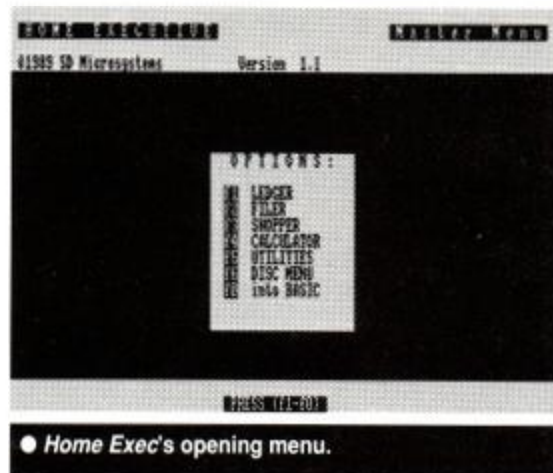 HOME EXECUTIVE
Master Menu
©1989 SD Microsystems Version 1.1
OPTIONS:
LEDGER
FILER
SHOPPER
CALCULATOR
UTILITIES
DISC MENU
into BASIC
PRESS
● Home Exec's opening menu.